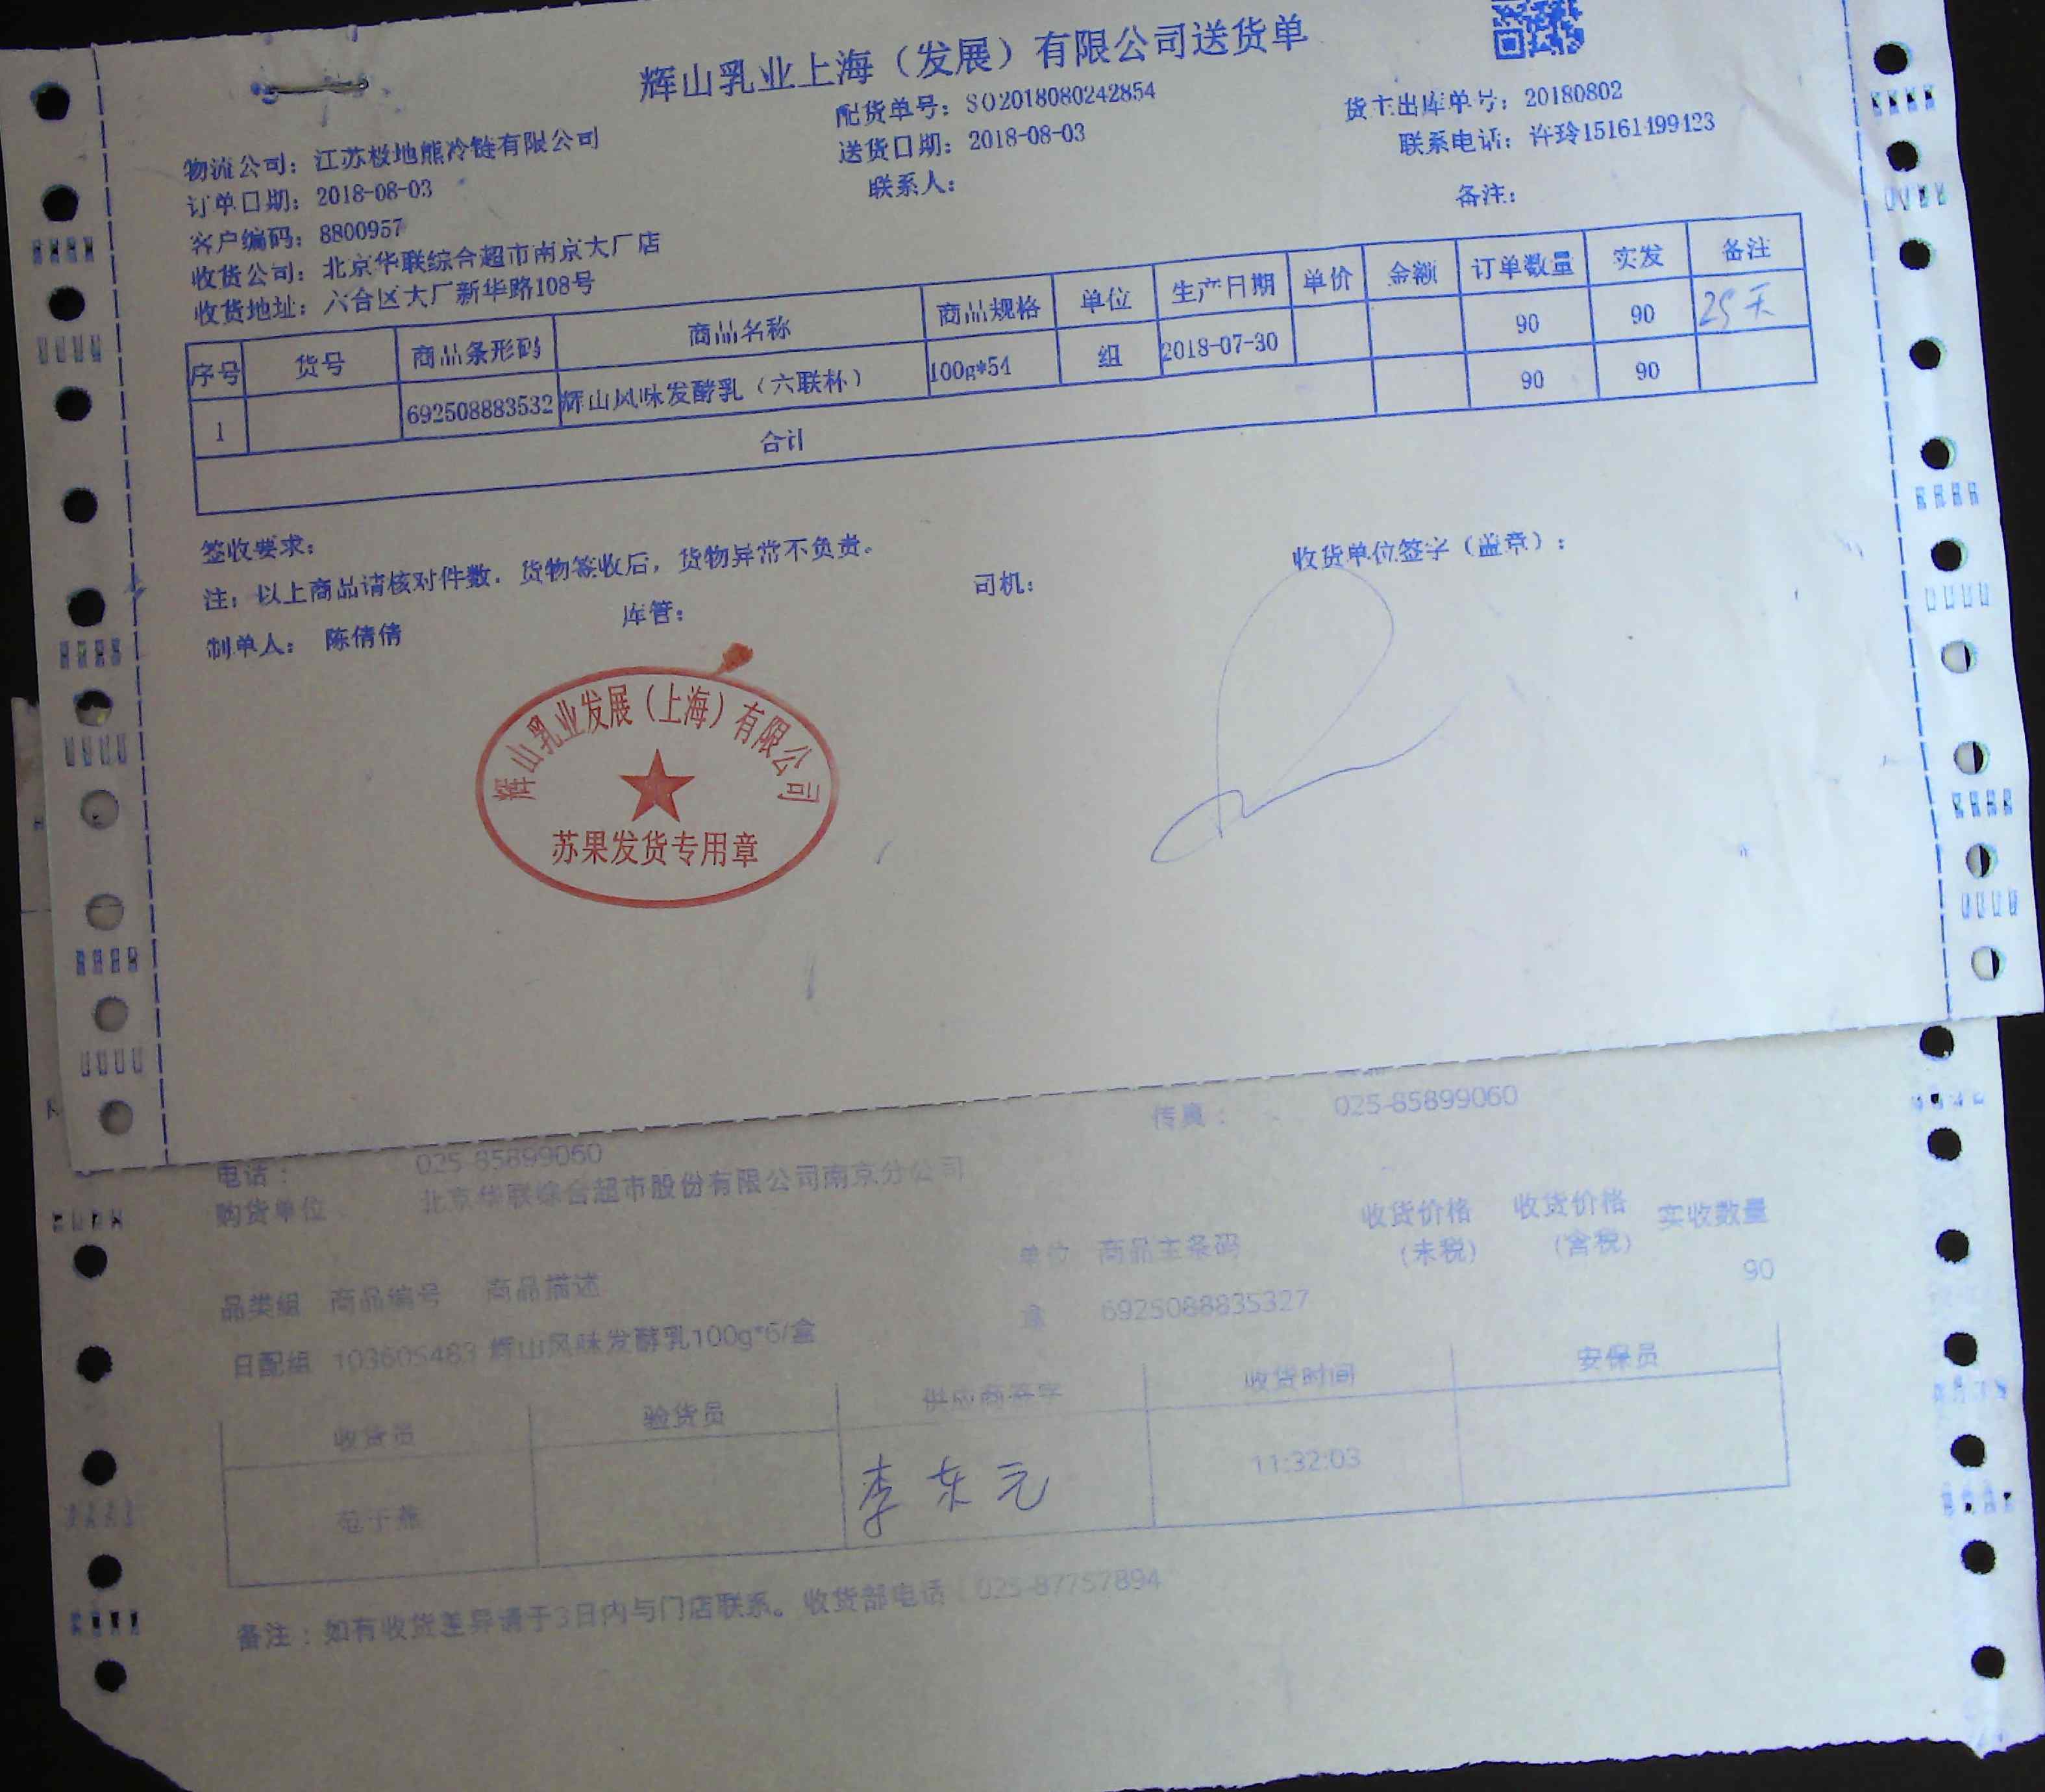 辉山乳业上海（发展）有限公司送货单
配货单号：SO2018080242854
货主出库单号：20180802
物流公司：江苏极地熊冷链有限公司
送货日期：2018-08-03
联系电话：许玲15161499423
订单日期：2018-08-03
联系人：
备注：
客户编码：8800957
收货公司：北京华联综合超市南京大厂店
收货地址：六合区大厂新华路108号
序号 货号 商品条形码 商品名称 商品规格 单位 生产日期 单价 金额 订单数量 实发 备注
1 692508883532 辉山风味发酵乳（六联杯） 100g*54 组 2018-07-30 90 90 25天
合计 90 90
签收要求：
注：以上商品请核对件数，货物签收后，货物异常不负责。
制单人： 陈倩倩 库管： 司机： 收货单位签字（盖章）：
辉山乳业发展（上海）有限公司
苏果发货专用章
电话： 025-85899060 传真： 025-85899060
购货单位 北京华联综合超市股份有限公司南京分公司
品类组 商品编号 商品描述 单位 商品主条码 收货价格（未税） 收货价格（含税） 实收数量
日配组 103605483 辉山风味发酵乳100g*6/盒 盒 6925088835327 90
收货员 验货员 供应商签字 收货时间 安保员
李东元 11:32:03
备注：如有收货差异请于3日内与门店联系。收货部电话：025-87757894